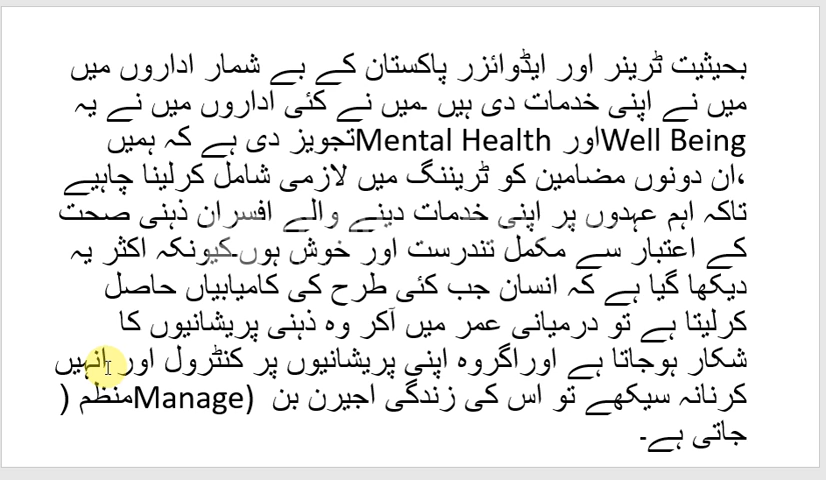 بحیثیت ٹرینر اور ایڈوائزر پاکستان کے بے شمار اداروں میں
میں نے اپنی خدمات دی ہیں ۔میں نے کئی اداروں میں نے یہ
تجویز دی ہے کہ ہمیںMental Health اورWell Being
،ان دونوں مضامین کو ٹریننگ میں لازمی شامل کرلینا چاہیے
تاکہ اہم عہدوں پر اپنی خدمات دینے والے افسران ذہنی صحت
کے اعتبار سے مکمل تندرست اور خوش ہوں۔کیونکہ اکثر یہ
دیکھا گیا ہے کہ انسان جب کئی طرح کی کامیابیاں حاصل
کرلیتا ہے تو درمیانی عمر میں آکر وہ ذہنی پریشانیوں کا
شکار ہوجاتا ہے اوراگروہ اپنی پریشانیوں پر کنٹرول اور انہیں
منظم (Manage) کرنانہ سیکھے تو اس کی زندگی اجیرن بن
جاتی ہے۔